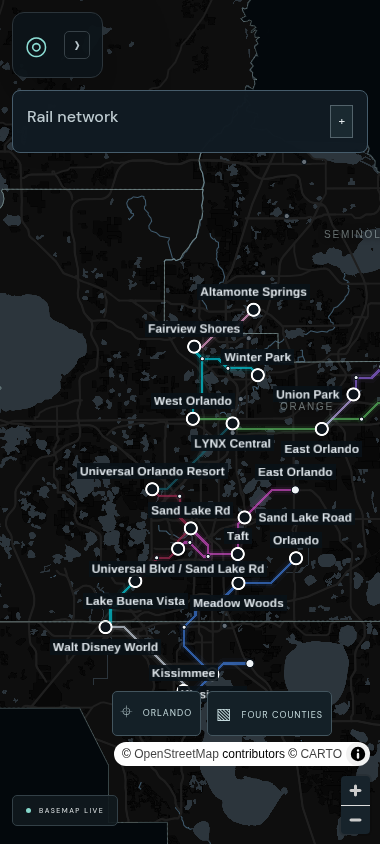 Rail network
+
SEMINOL
Altamonte Springs
Fairview Shores
Winter Park
Union Park
West Orlando
ORANGE
LYNX Central
East Orlando
Universal Orlando Resort
East Orlando
Sand Lake Rd
Sand Lake Road
Taft
Orlando
Universal Blvd / Sand Lake Rd
Lake Buena Vista
Meadow Woods
Walt Disney World
Kissimmee
ORLANDO
FOUR COUNTIES
© OpenStreetMap contributors © CARTO
+
BASEMAP LIVE
−